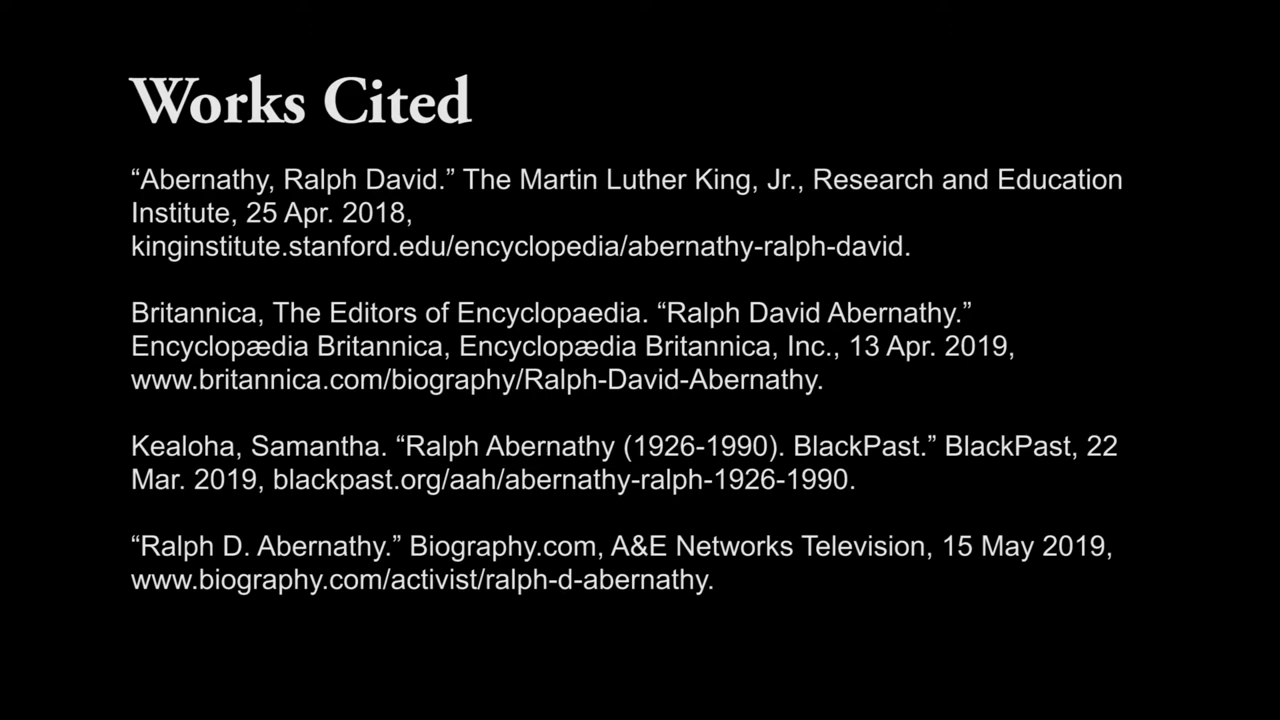 Works Cited
“Abernathy, Ralph David.” The Martin Luther King, Jr., Research and Education
Institute, 25 Apr. 2018,
kinginstitute.stanford.edu/encyclopedia/abernathy-ralph-david.
Britannica, The Editors of Encyclopaedia. “Ralph David Abernathy.”
Encyclopædia Britannica, Encyclopædia Britannica, Inc., 13 Apr. 2019,
www.britannica.com/biography/Ralph-David-Abernathy.
Kealoha, Samantha. “Ralph Abernathy (1926-1990). BlackPast.” BlackPast, 22
Mar. 2019, blackpast.org/aah/abernathy-ralph-1926-1990.
“Ralph D. Abernathy.” Biography.com, A&E Networks Television, 15 May 2019,
www.biography.com/activist/ralph-d-abernathy.